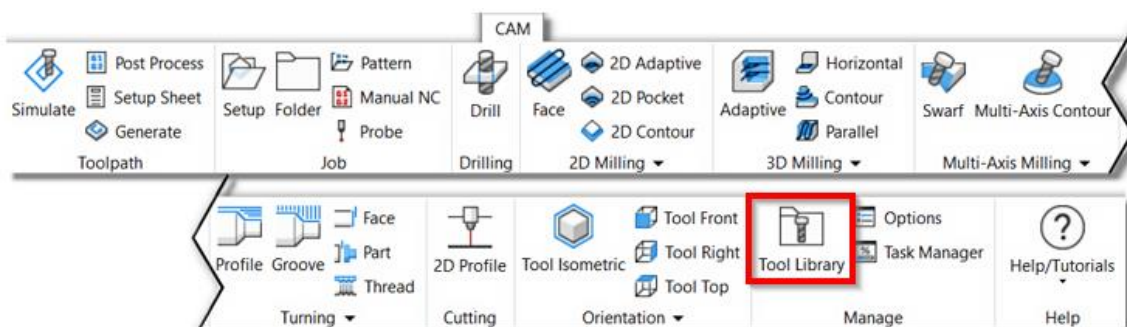 CAM
Simulate
Post Process
Setup Sheet
Generate
Toolpath
Setup
Folder
Pattern
Manual NC
Probe
Job
Drill
Drilling
Face
2D Adaptive
2D Pocket
2D Contour
2D Milling
Adaptive
Horizontal
Contour
Parallel
3D Milling
Swarf
Multi-Axis Contour
Multi-Axis Milling
Profile
Groove
Face
Part
Thread
Turning
2D Profile
Cutting
Tool Isometric
Tool Front
Tool Right
Tool Top
Orientation
Tool Library
Options
Task Manager
Manage
Help/Tutorials
Help